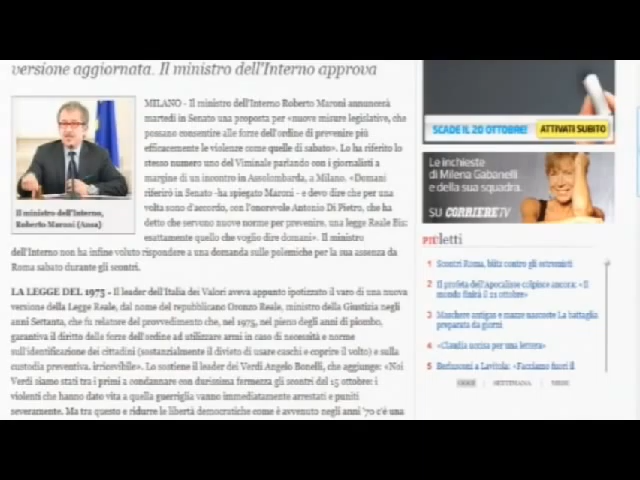 versione aggiornata. Il ministro dell'Interno approva
MILANO - Il ministro dell'Interno Roberto Maroni annuncerà
martedì in Senato una proposta per «nuove misure legislative, che
possano consentire alle forze dell'ordine di prevenire più
efficacemente le violenze come quelle di sabato». Lo ha riferito lo
stesso numero uno del Viminale parlando con i giornalisti a
margine di un incontro in Assolombarda, a Milano. «Domani
riferirò in Senato -ha spiegato Maroni - e devo dire che per una
volta sono d'accordo, con l'onorevole Antonio Di Pietro, che ha
detto che servono nuove norme per prevenire, una legge Reale Bis:
esattamente quello che voglio dire domani». Il ministro
dell'Interno non ha infine voluto rispondere a una domanda sulle polemiche per la sua assenza da
Roma sabato durante gli scontri.
Il ministro dell'Interno,
Roberto Maroni (Ansa)
LA LEGGE DEL 1975 - Il leader dell'Italia dei Valori aveva appunto ipotizzato il varo di una nuova
versione della Legge Reale, dal nome del repubblicano Oronzo Reale, ministro della Giustizia negli
anni Settanta, che fu relatore del provvedimento che, nel 1975, nel pieno degli anni di piombo,
garantiva il diritto delle forze dell'ordine ad utilizzare armi in caso di necessità e norme
sull'identificazione dei cittadini (sostanzialmente il divieto di usare caschi e coprire il volto) e sulla
custodia preventiva. irricevibile». Lo sostiene il leader dei Verdi Angelo Bonelli, che aggiunge: «Noi
Verdi siamo stati tra i primi a condannare con durissima fermezza gli scontri del 15 ottobre: i
violenti che hanno dato vita a quella guerriglia vanno immediatamente arrestati e puniti
severamente. Ma tra questo e ridurre le libertà democratiche come è avvenuto negli anni '70 c'è una
SCADE IL 20 OTTOBRE! ATTIVATI SUBITO
Le inchieste
di Milena Gabanelli
e della sua squadra.
SU CORRIERETV
PIÙletti
1 Scontri Roma, blitz contro gli estremisti
2 Il profeta dell'Apocalisse colpisce ancora: «Il
mondo finirà il 21 ottobre»
3 Maschere antigas e mazze nascoste La battaglia
preparata da giorni
4 «Claudia uccisa per una lettera»
5 Berlusconi a Lavitola: «Facciamo fuori il
OGGI SETTIMANA MESE